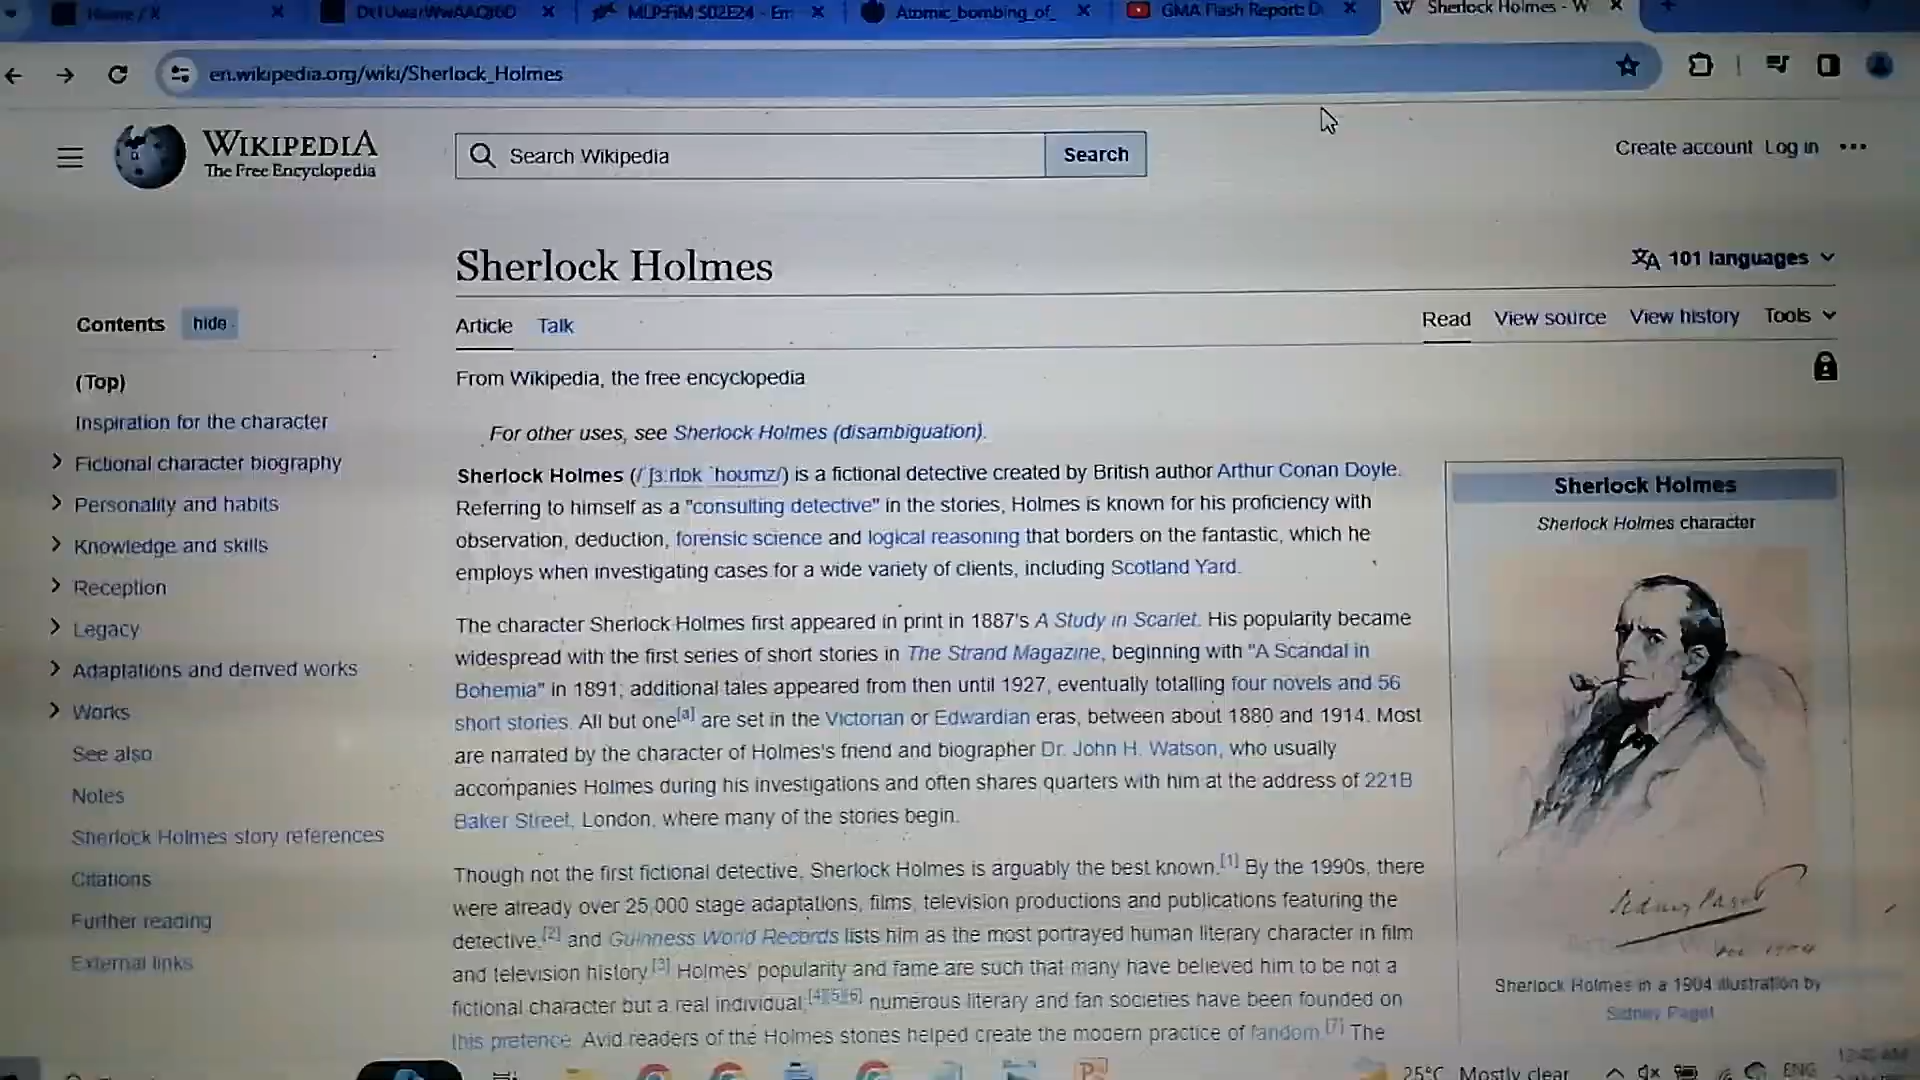 Home / X
MLP:FiM S02E24 - Em
Atomic_bombing_of_
GMA Flash Report: D
Sherlock Holmes - W
en.wikipedia.org/wiki/Sherlock_Holmes
WIKIPEDIA
The Free Encyclopedia
Search Wikipedia
Search
Create account Log in
Sherlock Holmes
101 languages
Contents hide
Article Talk
Read View source View history Tools
(Top)
Inspiration for the character
Fictional character biography
Personality and habits
Knowledge and skills
Reception
Legacy
Adaptations and derived works
Works
See also
Notes
Sherlock Holmes story references
Citations
Further reading
External links
From Wikipedia, the free encyclopedia
For other uses, see Sherlock Holmes (disambiguation).
Sherlock Holmes (/ˈʃɜːrlɒk ˈhoʊmz/) is a fictional detective created by British author Arthur Conan Doyle.
Referring to himself as a "consulting detective" in the stories, Holmes is known for his proficiency with
observation, deduction, forensic science and logical reasoning that borders on the fantastic, which he
employs when investigating cases for a wide variety of clients, including Scotland Yard.
The character Sherlock Holmes first appeared in print in 1887's A Study in Scarlet. His popularity became
widespread with the first series of short stories in The Strand Magazine, beginning with "A Scandal in
Bohemia" in 1891; additional tales appeared from then until 1927, eventually totalling four novels and 56
short stories. All but one[a] are set in the Victorian or Edwardian eras, between about 1880 and 1914. Most
are narrated by the character of Holmes's friend and biographer Dr. John H. Watson, who usually
accompanies Holmes during his investigations and often shares quarters with him at the address of 221B
Baker Street, London, where many of the stories begin.
Though not the first fictional detective, Sherlock Holmes is arguably the best known.[1] By the 1990s, there
were already over 25,000 stage adaptations, films, television productions and publications featuring the
detective,[2] and Guinness World Records lists him as the most portrayed human literary character in film
and television history.[3] Holmes' popularity and fame are such that many have believed him to be not a
fictional character but a real individual;[4][5][6] numerous literary and fan societies have been founded on
this pretence. Avid readers of the Holmes stories helped create the modern practice of fandom.[7] The
Sherlock Holmes
Sherlock Holmes character
Sidney Paget
1904
Sherlock Holmes in a 1904 illustration by
Sidney Paget
25°C Mostly clear
ENG